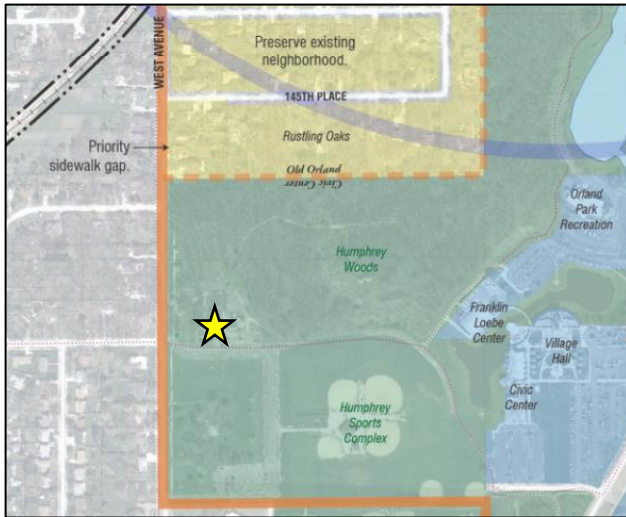 Preserve existing
neighborhood.
WEST AVENUE
145TH PLACE
Priority
sidewalk gap.
Rustling Oaks
Old Orland
Civic Center
Orland
Park
Recreation
Humphrey
Woods
Franklin
Loebe
Center
Village
Hall
Civic
Center
Humphrey
Sports
Complex